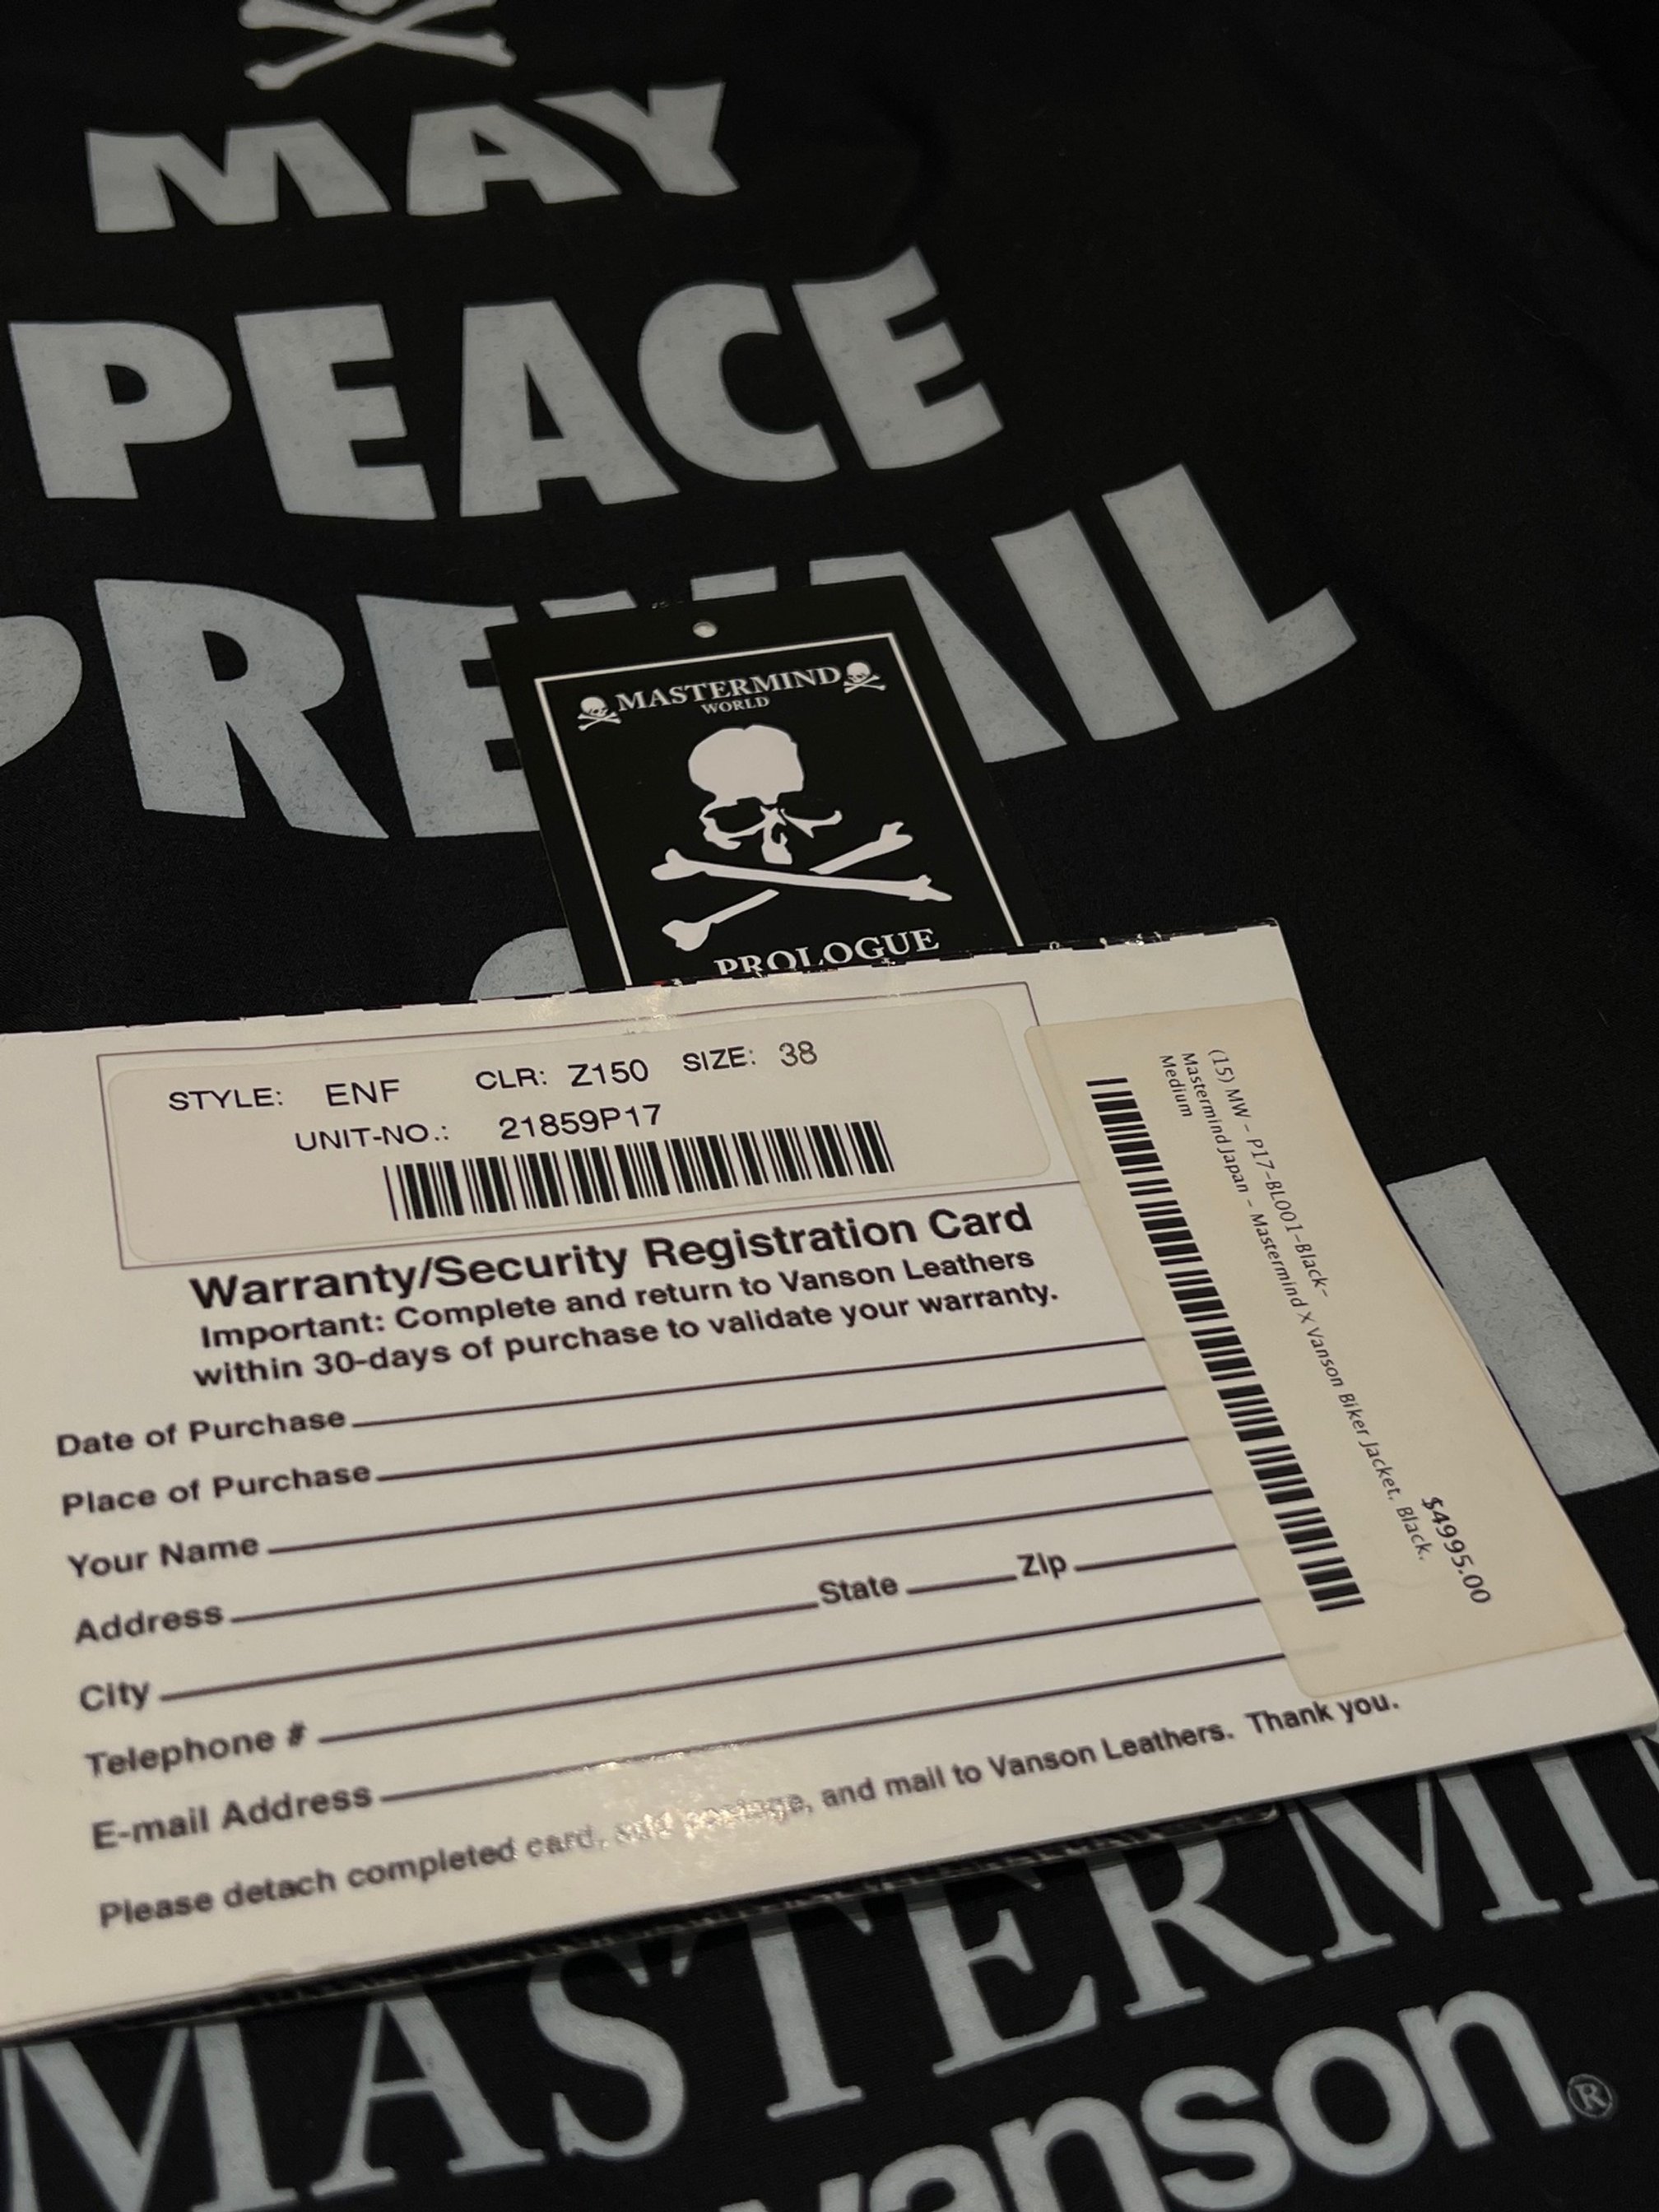 MAY
PEACE
PREVAIL
MASTERMIND
WORLD
PROLOGUE
STYLE: ENF CLR: Z150 SIZE: 38
UNIT-NO.: 21859P17
Warranty/Security Registration Card
Important: Complete and return to Vanson Leathers
within 30-days of purchase to validate your warranty.
Date of Purchase
Place of Purchase
Your Name
Address
City State Zip
Telephone #
E-mail Address
Please detach completed card, add postage, and mail to Vanson Leathers. Thank you.
(15) MW - P17-BL001-Black-
Mastermind Japan - Mastermind X Vanson Biker Jacket, Black,
Medium
$4995.00
MASTERMI
vanson®